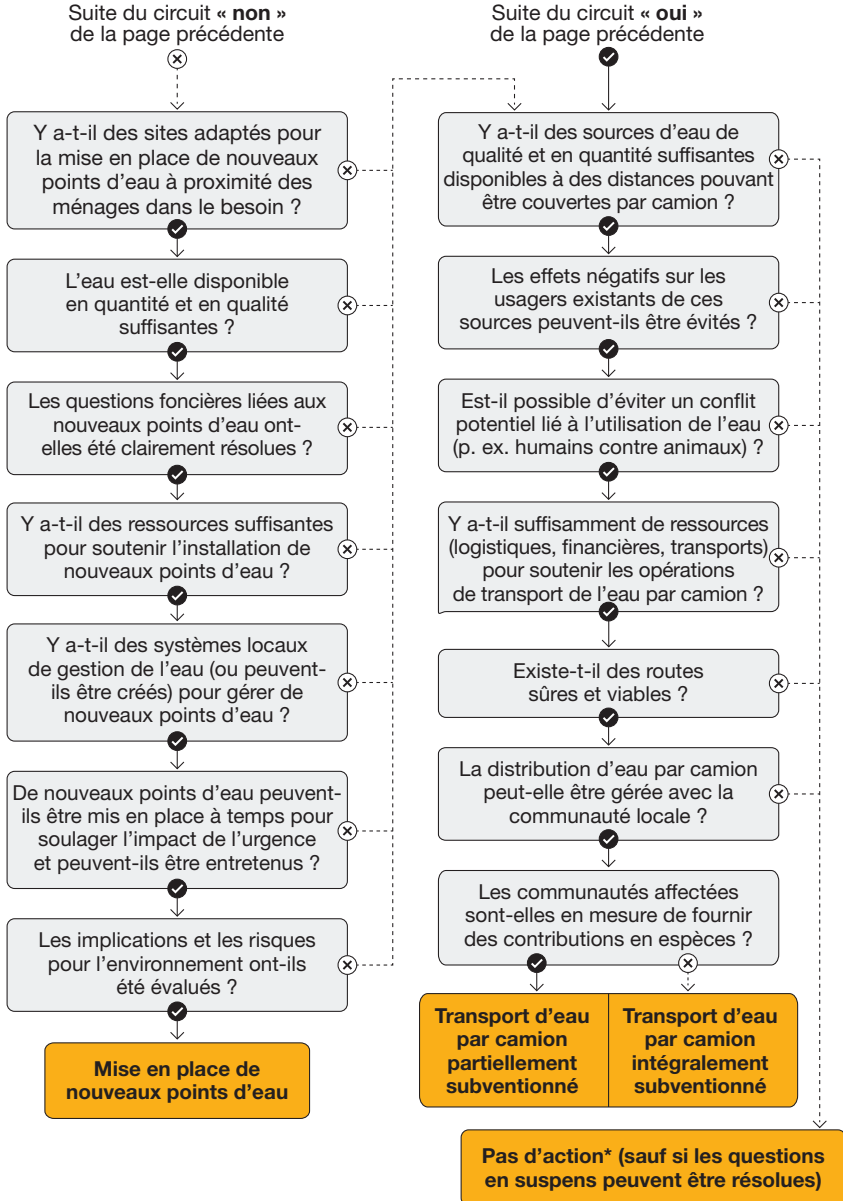 Suite du circuit « non »
de la page précédente
Y a-t-il des sites adaptés pour
la mise en place de nouveaux
points d'eau à proximité des
ménages dans le besoin ?
L'eau est-elle disponible
en quantité et en qualité
suffisantes ?
Les questions foncières liées aux
nouveaux points d'eau ont-
elles été clairement résolues ?
Y a-t-il des ressources suffisantes
pour soutenir l'installation de
nouveaux points d'eau ?
Y a-t-il des systèmes locaux
de gestion de l'eau (ou peuvent-
ils être créés) pour gérer de
nouveaux points d'eau ?
De nouveaux points d'eau peuvent-
ils être mis en place à temps pour
soulager l'impact de l'urgence
et peuvent-ils être entretenus ?
Les implications et les risques
pour l'environnement ont-ils
été évalués ?
Mise en place de
nouveaux points d'eau
Suite du circuit « oui »
de la page précédente
Y a-t-il des sources d'eau de
qualité et en quantité suffisantes
disponibles à des distances pouvant
être couvertes par camion ?
Les effets négatifs sur les
usagers existants de ces
sources peuvent-ils être évités ?
Est-il possible d'éviter un conflit
potentiel lié à l'utilisation de l'eau
(p. ex. humains contre animaux) ?
Y a-t-il suffisamment de ressources
(logistiques, financières, transports)
pour soutenir les opérations
de transport de l'eau par camion ?
Existe-t-il des routes
sûres et viables ?
La distribution d'eau par camion
peut-elle être gérée avec la
communauté locale ?
Les communautés affectées
sont-elles en mesure de fournir
des contributions en espèces ?
Transport d'eau
par camion
partiellement
subventionné
Transport d'eau
par camion
intégralement
subventionné
Pas d'action* (sauf si les questions
en suspens peuvent être résolues)